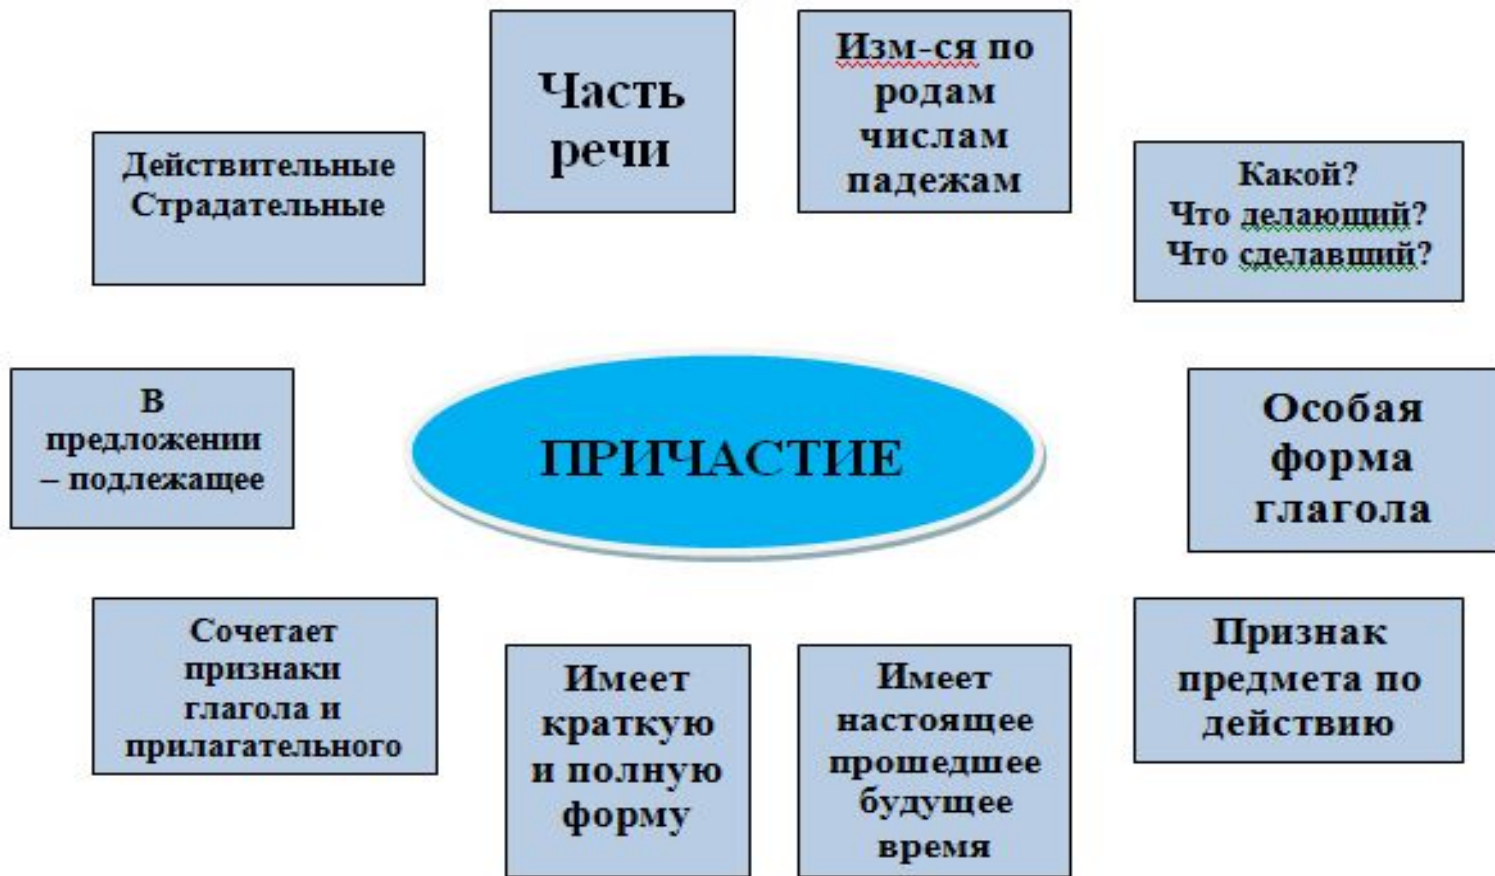 Часть
речи
Изм-ся по
родам
числам
падежам
Действительные
Страдательные
Какой?
Что делающий?
Что сделавший?
В
предложении
– подлежащее
ПРИЧАСТИЕ
Особая
форма
глагола
Сочетает
признаки
глагола и
прилагательного
Имеет
краткую
и полную
форму
Имеет
настоящее
прошедшее
будущее
время
Признак
предмета по
действию